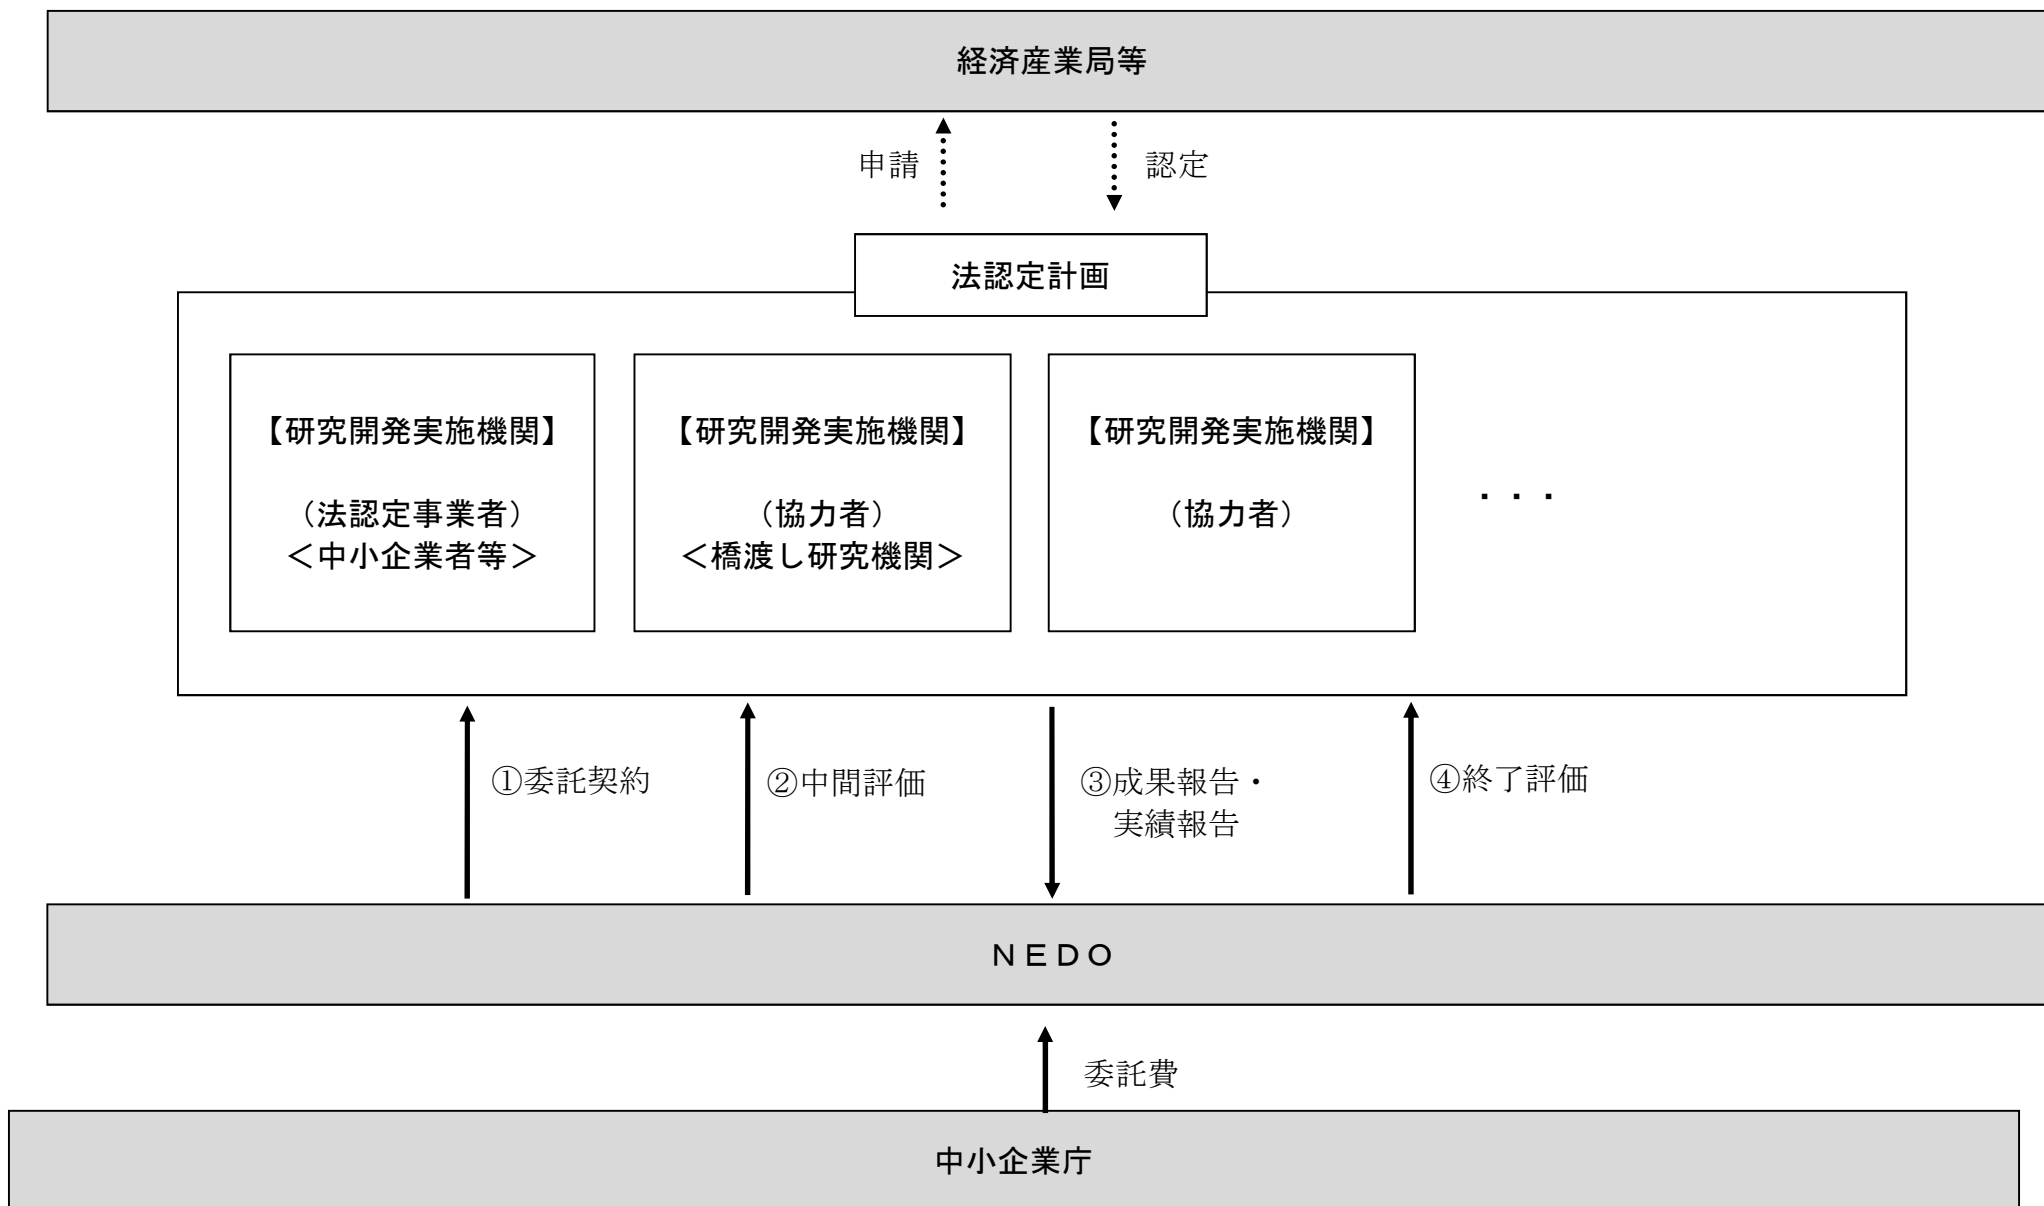 経済産業局等
申請
認定
法認定計画
【研究開発実施機関】
（法認定事業者）
＜中小企業者等＞
【研究開発実施機関】
（協力者）
＜橋渡し研究機関＞
【研究開発実施機関】
（協力者）
・・・
①委託契約
②中間評価
③成果報告・
実績報告
④終了評価
ＮＥＤＯ
委託費
中小企業庁